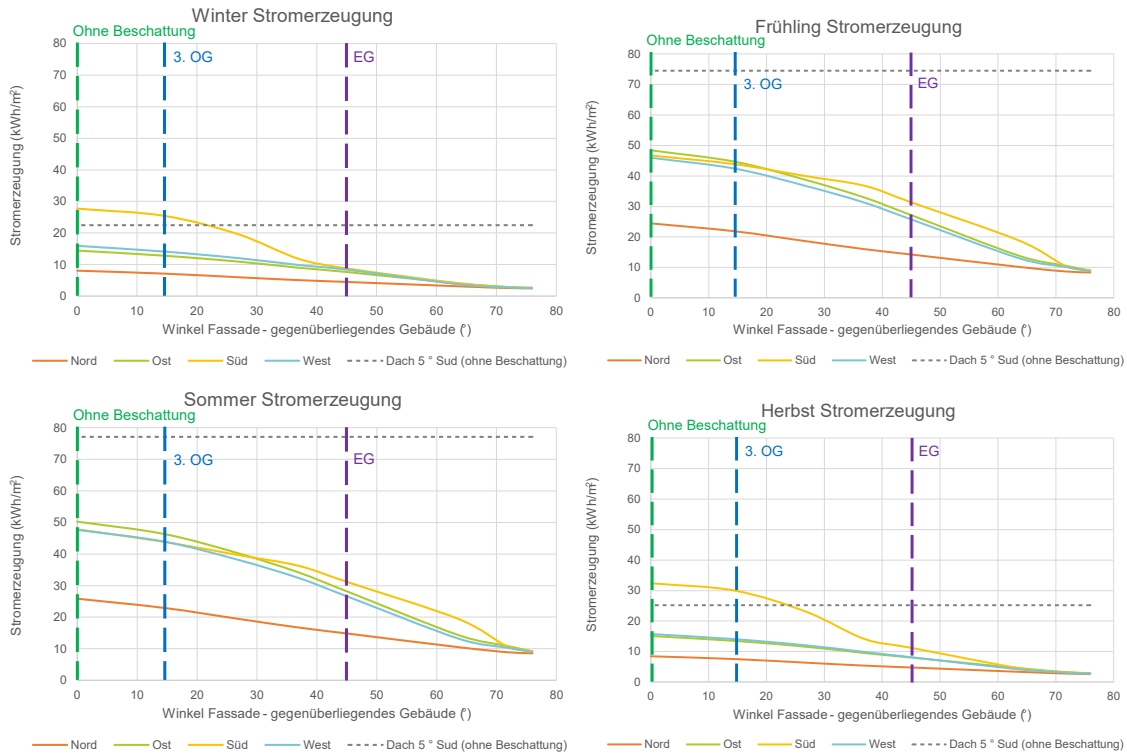 Winter Stromerzeugung
Ohne Beschattung
3. OG
EG
Stromerzeugung (kWh/m²)
80
70
60
50
40
30
20
10
0
0 10 20 30 40 50 60 70 80
Winkel Fassade - gegenüberliegendes Gebäude (°)
Nord Ost Süd West Dach 5 ° Sud (ohne Beschattung)
Frühling Stromerzeugung
Ohne Beschattung
3. OG
EG
Stromerzeugung (kWh/m²)
80
70
60
50
40
30
20
10
0
0 10 20 30 40 50 60 70 80
Winkel Fassade - gegenüberliegendes Gebäude (°)
Nord Ost Süd West Dach 5 ° Sud (ohne Beschattung)
Sommer Stromerzeugung
Ohne Beschattung
3. OG
EG
Stromerzeugung (kWh/m²)
80
70
60
50
40
30
20
10
0
0 10 20 30 40 50 60 70 80
Winkel Fassade - gegenüberliegendes Gebäude (°)
Nord Ost Süd West Dach 5 ° Sud (ohne Beschattung)
Herbst Stromerzeugung
Ohne Beschattung
3. OG
EG
Stromerzeugung (kWh/m²)
80
70
60
50
40
30
20
10
0
0 10 20 30 40 50 60 70 80
Winkel Fassade - gegenüberliegendes Gebäude (°)
Nord Ost Süd West Dach 5 ° Sud (ohne Beschattung)